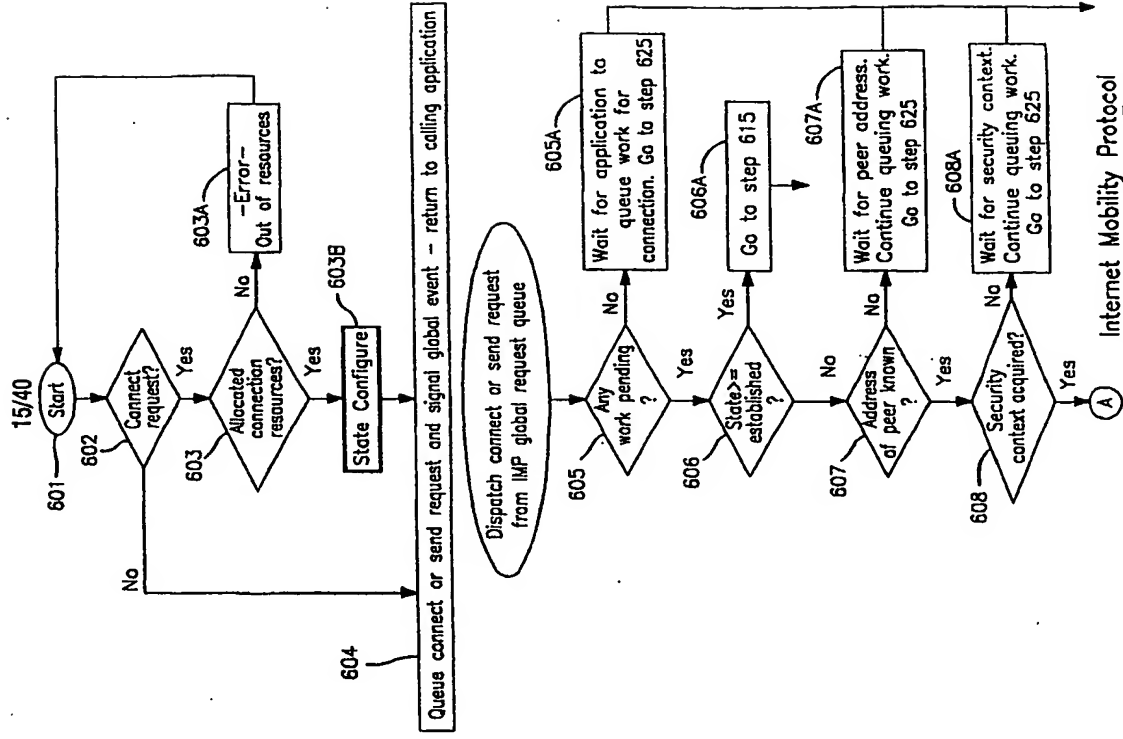 15/40
601
Start
602
Connect
request?
Yes
No
603
Allocated
connection
resources?
No
603A
-Error-
Out of resources
Yes
603B
State Configure
604
Queue connect or send request and signal global event - return to calling application
Dispatch connect or send request
from IMP global request queue
605
Any
work pending
?
No
605A
Wait for application to
queue work for
connection. Go to step 625
Yes
606
State>=
established
?
Yes
606A
Go to step 615
No
607
Address
of peer known
?
No
607A
Wait for peer address.
Continue queuing work.
Go to step 625
Yes
608
Security
context acquired?
No
608A
Wait for security context.
Continue queuing work.
Go to step 625
Yes
A
Internet Mobility Protocol